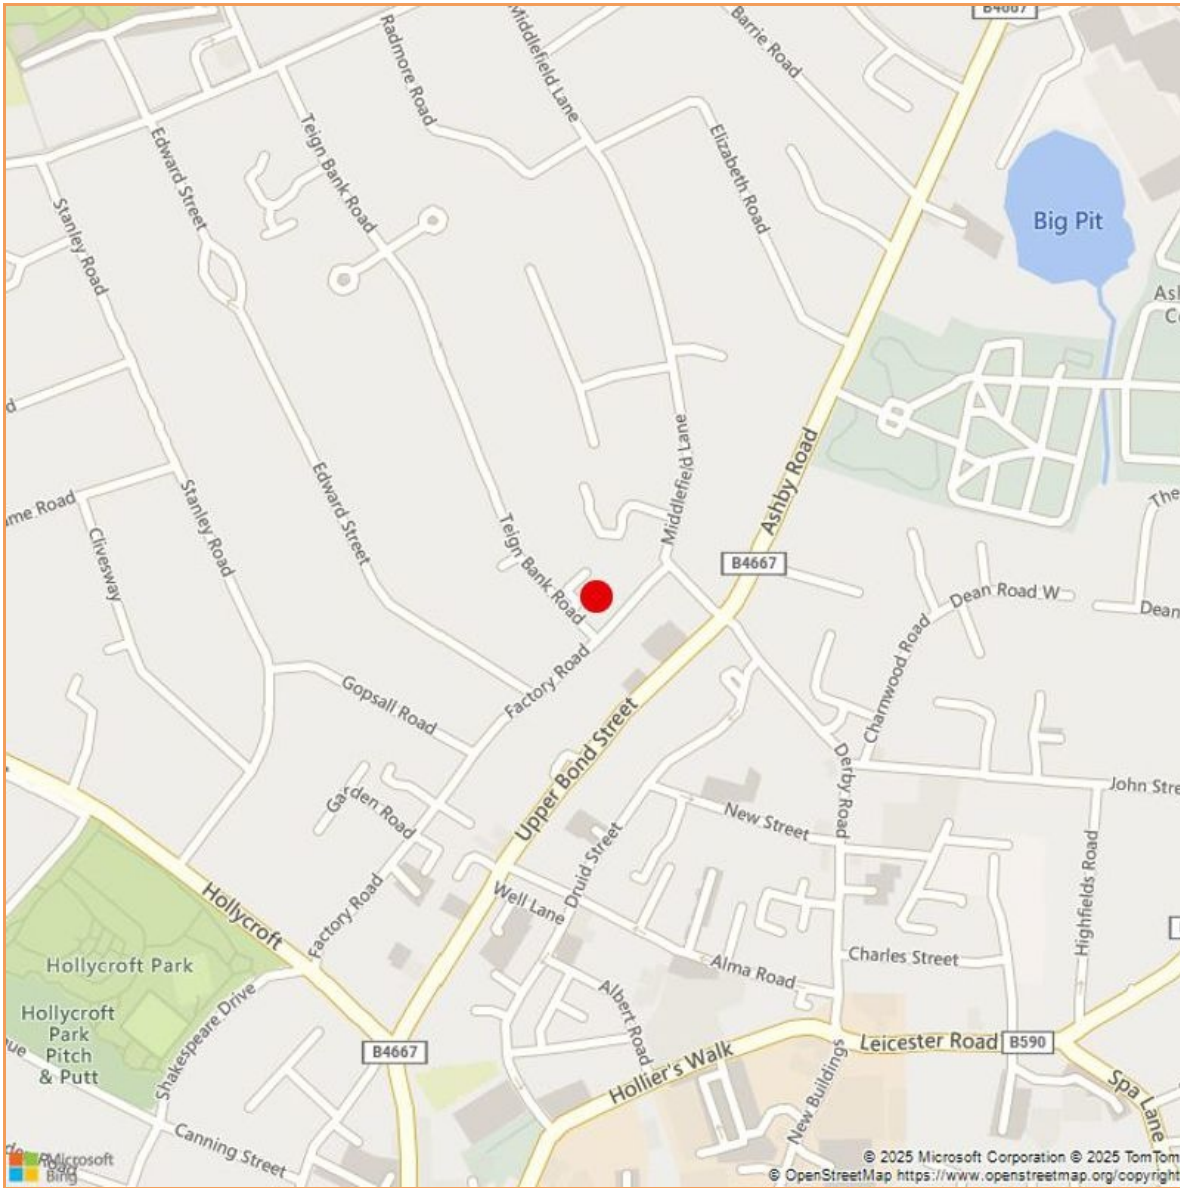 B4667
Radmore Road
Middlefield Lane
Barrie Road
Edward Street
Teign Bank Road
Elizabeth Road
Stanley Road
Big Pit
Middlefield Lane
Ashby Road
Edward Street
Stanley Road
Clivesway
Teign Bank Road
B4667
Dean Road W
Dean
Charnwood Road
Factory Road
Gopsall Road
Upper Bond Street
Derby Road
John Stre
Garden Road
New Street
Druid Street
Highfields Road
Hollycroft
Factory Road
Well Lane
Alma Road
Charles Street
Hollycroft Park
Albert Road
Hollycroft
Park
Pitch
& Putt
Shakespeare Drive
B4667
Hollier's Walk
Leicester Road
B590
New Buildings
Spa Lane
Canning Street
Microsoft
Bing
© 2025 Microsoft Corporation © 2025 TomTom
© OpenStreetMap https://www.openstreetmap.org/copyright